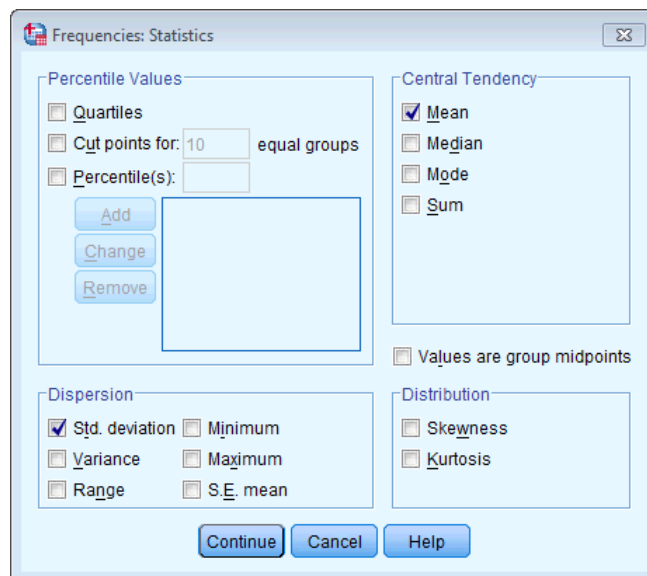 Frequencies: Statistics
Percentile Values
Quartiles
Cut points for: 10 equal groups
Percentile(s):
Add
Change
Remove
Central Tendency
Mean
Median
Mode
Sum
Values are group midpoints
Dispersion
Std. deviation Minimum
Variance Maximum
Range S.E. mean
Distribution
Skewness
Kurtosis
Continue Cancel Help